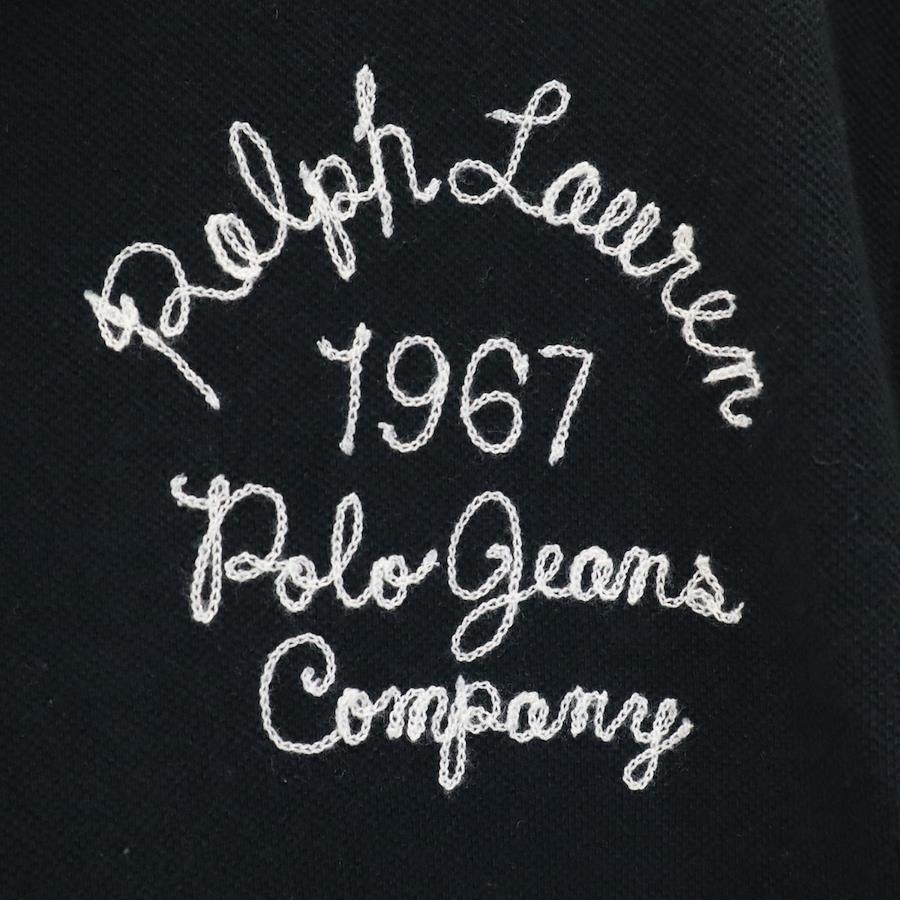 Ralph Lauren
1967
Polo Jeans
Company